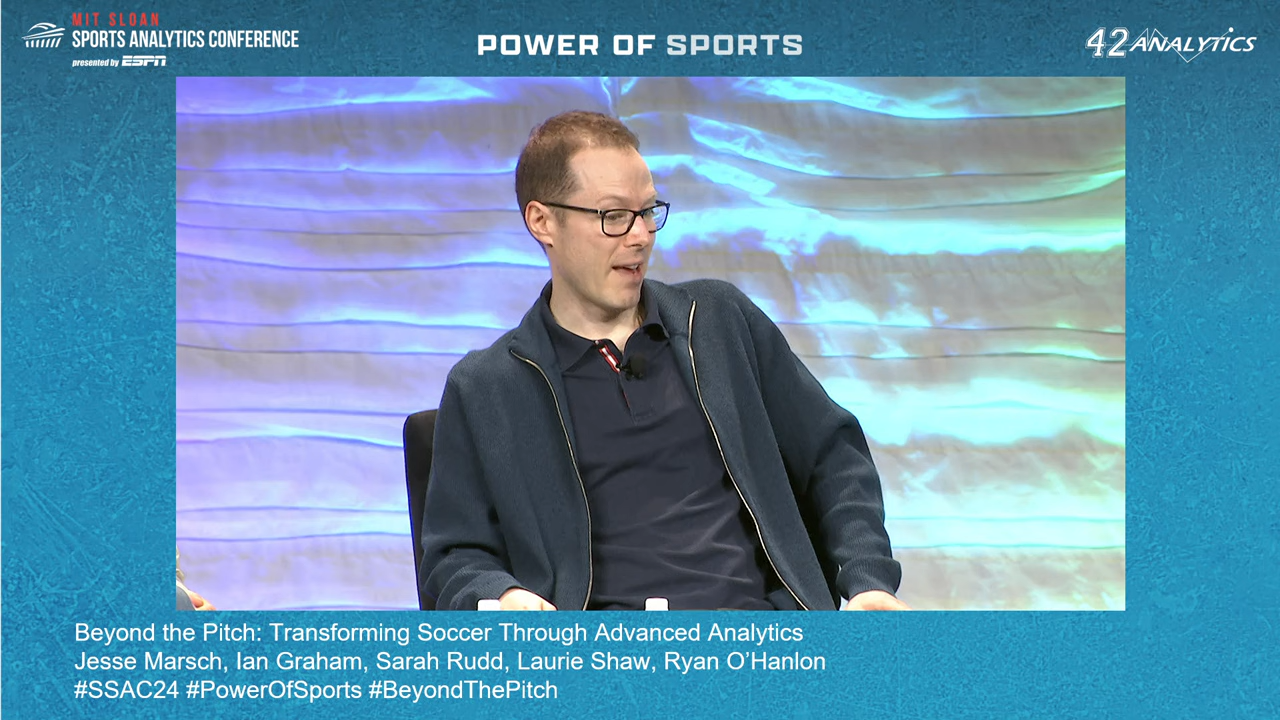 MIT SLOAN
SPORTS ANALYTICS CONFERENCE
presented by ESPN
POWER OF SPORTS
42 ANALYTICS
Beyond the Pitch: Transforming Soccer Through Advanced Analytics
Jesse Marsch, Ian Graham, Sarah Rudd, Laurie Shaw, Ryan O’Hanlon
#SSAC24 #PowerOfSports #BeyondThePitch